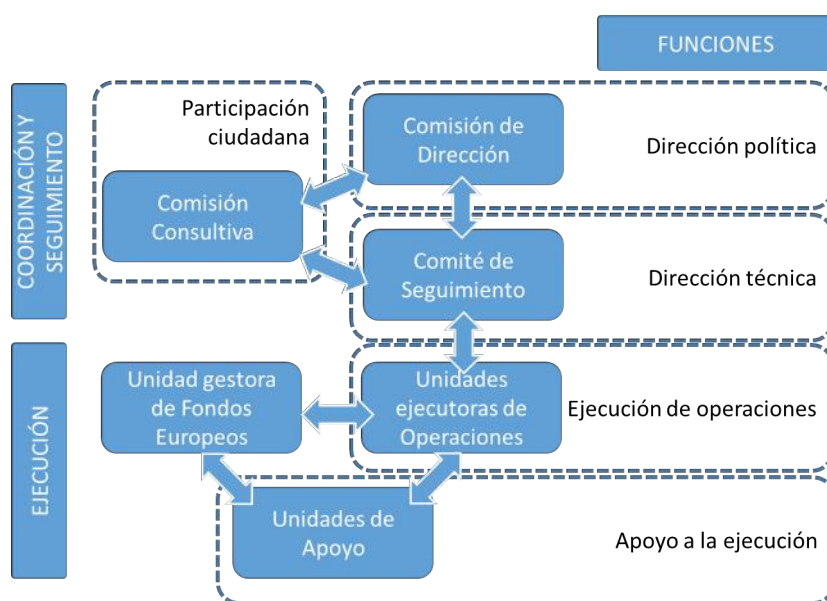 FUNCIONES
COORDINACIÓN Y
SEGUIMIENTO
Participación
ciudadana
Comisión de
Dirección
Dirección política
Comisión
Consultiva
Comité de
Seguimiento
Dirección técnica
EJECUCIÓN
Unidad gestora
de Fondos
Europeos
Unidades
ejecutoras de
Operaciones
Ejecución de operaciones
Unidades de
Apoyo
Apoyo a la ejecución